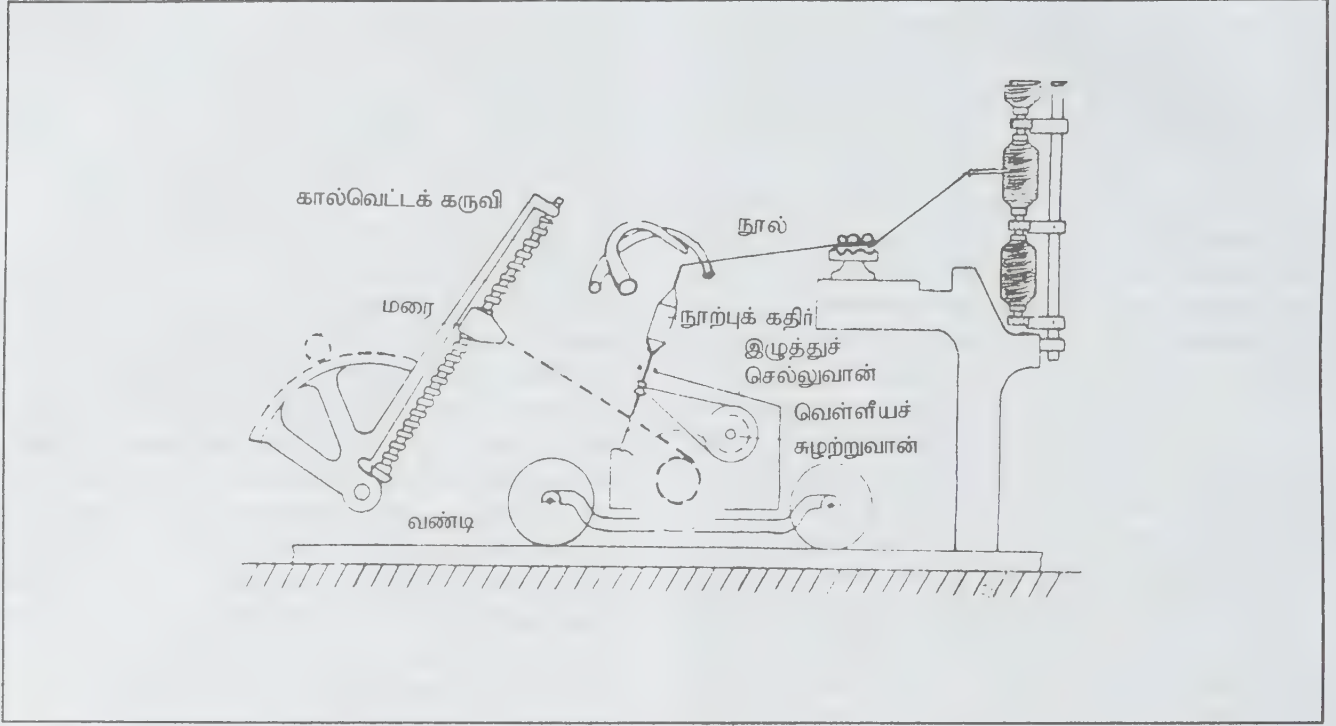 கால்வெட்டக் கருவி
நூல்
மரை
நூற்புக் கதிர்
இழுத்துச்
செல்லுவான்
வெள்ளீயச்
சுழற்றுவான்
வண்டி